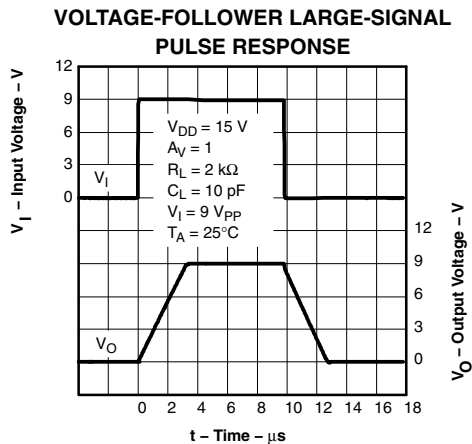 VOLTAGE-FOLLOWER LARGE-SIGNAL
PULSE RESPONSE
V_I – Input Voltage – V
12
9
6
3
0
V_I
V_DD = 15 V
A_V = 1
R_L = 2 kΩ
C_L = 10 pF
V_I = 9 V_PP
T_A = 25°C
12
9
6
3
0
V_O – Output Voltage – V
V_O
0 2 4 6 8 10 12 14 16 18
t – Time – μs